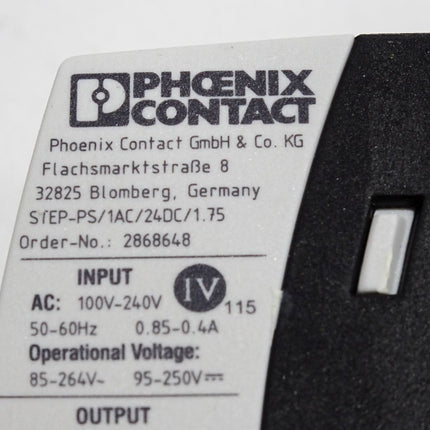 PHŒNIX
CONTACT
Phoenix Contact GmbH & Co. KG
Flachsmarktstraße 8
32825 Blomberg, Germany
STEP-PS/1AC/24DC/1.75
Order-No.: 2868648
INPUT
AC: 100V-240V IV 115
50-60Hz 0.85-0.4A
Operational Voltage:
85-264V~ 95-250V⎓
OUTPUT